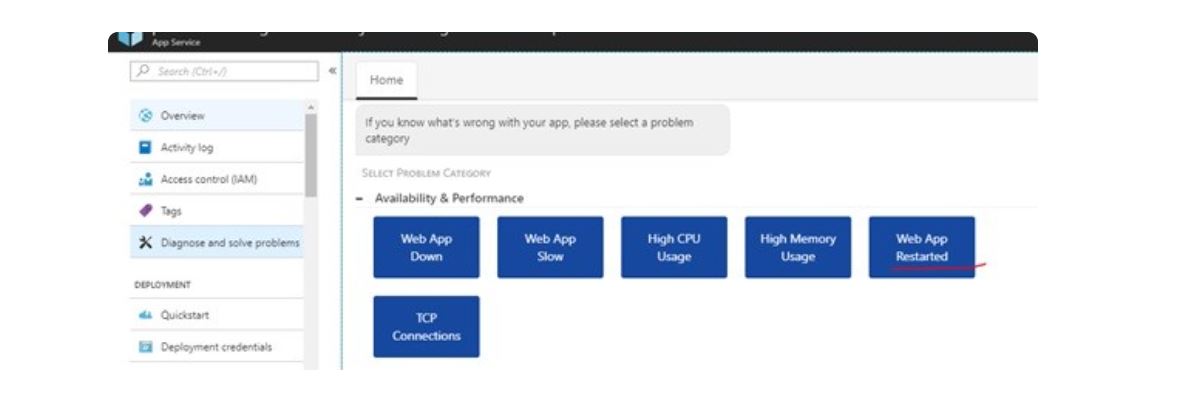 App Service
Search (Ctrl+/)
«
Overview
Activity log
Access control (IAM)
Tags
Diagnose and solve problems
DEPLOYMENT
Quickstart
Deployment credentials
Home
If you know what's wrong with your app, please select a problem
category
SELECT PROBLEM CATEGORY
– Availability & Performance
Web App
Down
Web App
Slow
High CPU
Usage
High Memory
Usage
Web App
Restarted
TCP
Connections